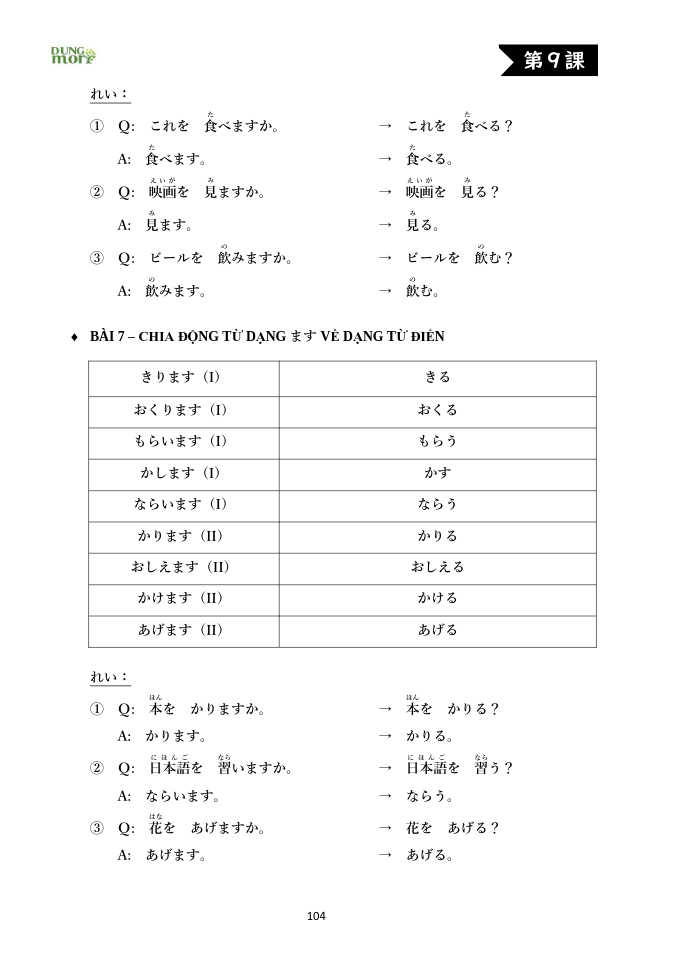 DUNG
mori
第9課
れい：
① Q: これを 食べますか。 → これを 食べる？
A: 食べます。 → 食べる。
② Q: 映画を 見ますか。 → 映画を 見る？
A: 見ます。 → 見る。
③ Q: ビールを 飲みますか。 → ビールを 飲む？
A: 飲みます。 → 飲む。
♦ BÀI 7 – CHIA ĐỘNG TỪ DẠNG ます VỀ DẠNG TỪ ĐIỂN
きります（I） きる
おくります（I） おくる
もらいます（I） もらう
かします（I） かす
ならいます（I） ならう
かります（II） かりる
おしえます（II） おしえる
かけます（II） かける
あげます（II） あげる
れい：
① Q: 本を かりますか。 → 本を かりる？
A: かります。 → かりる。
② Q: 日本語を 習いますか。 → 日本語を 習う？
A: ならいます。 → ならう。
③ Q: 花を あげますか。 → 花を あげる？
A: あげます。 → あげる。
104